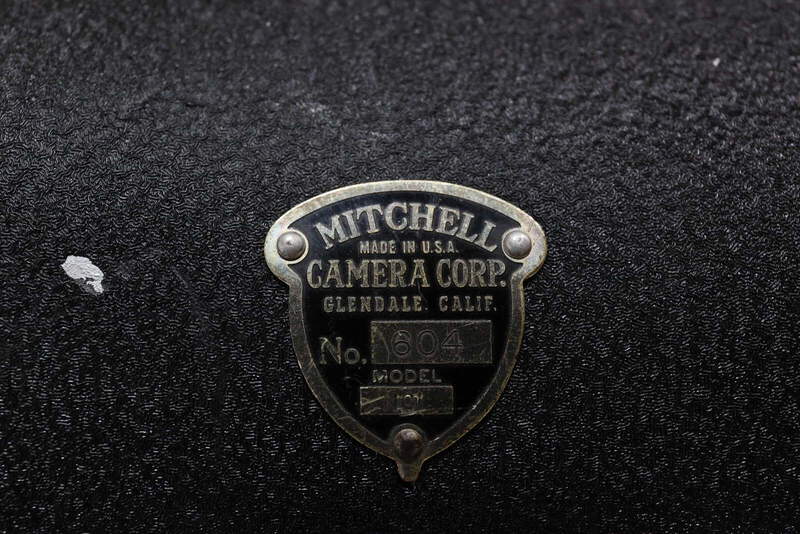 MITCHELL
MADE IN U.S.A.
CAMERA CORP.
GLENDALE, CALIF.
No. 604
MODEL